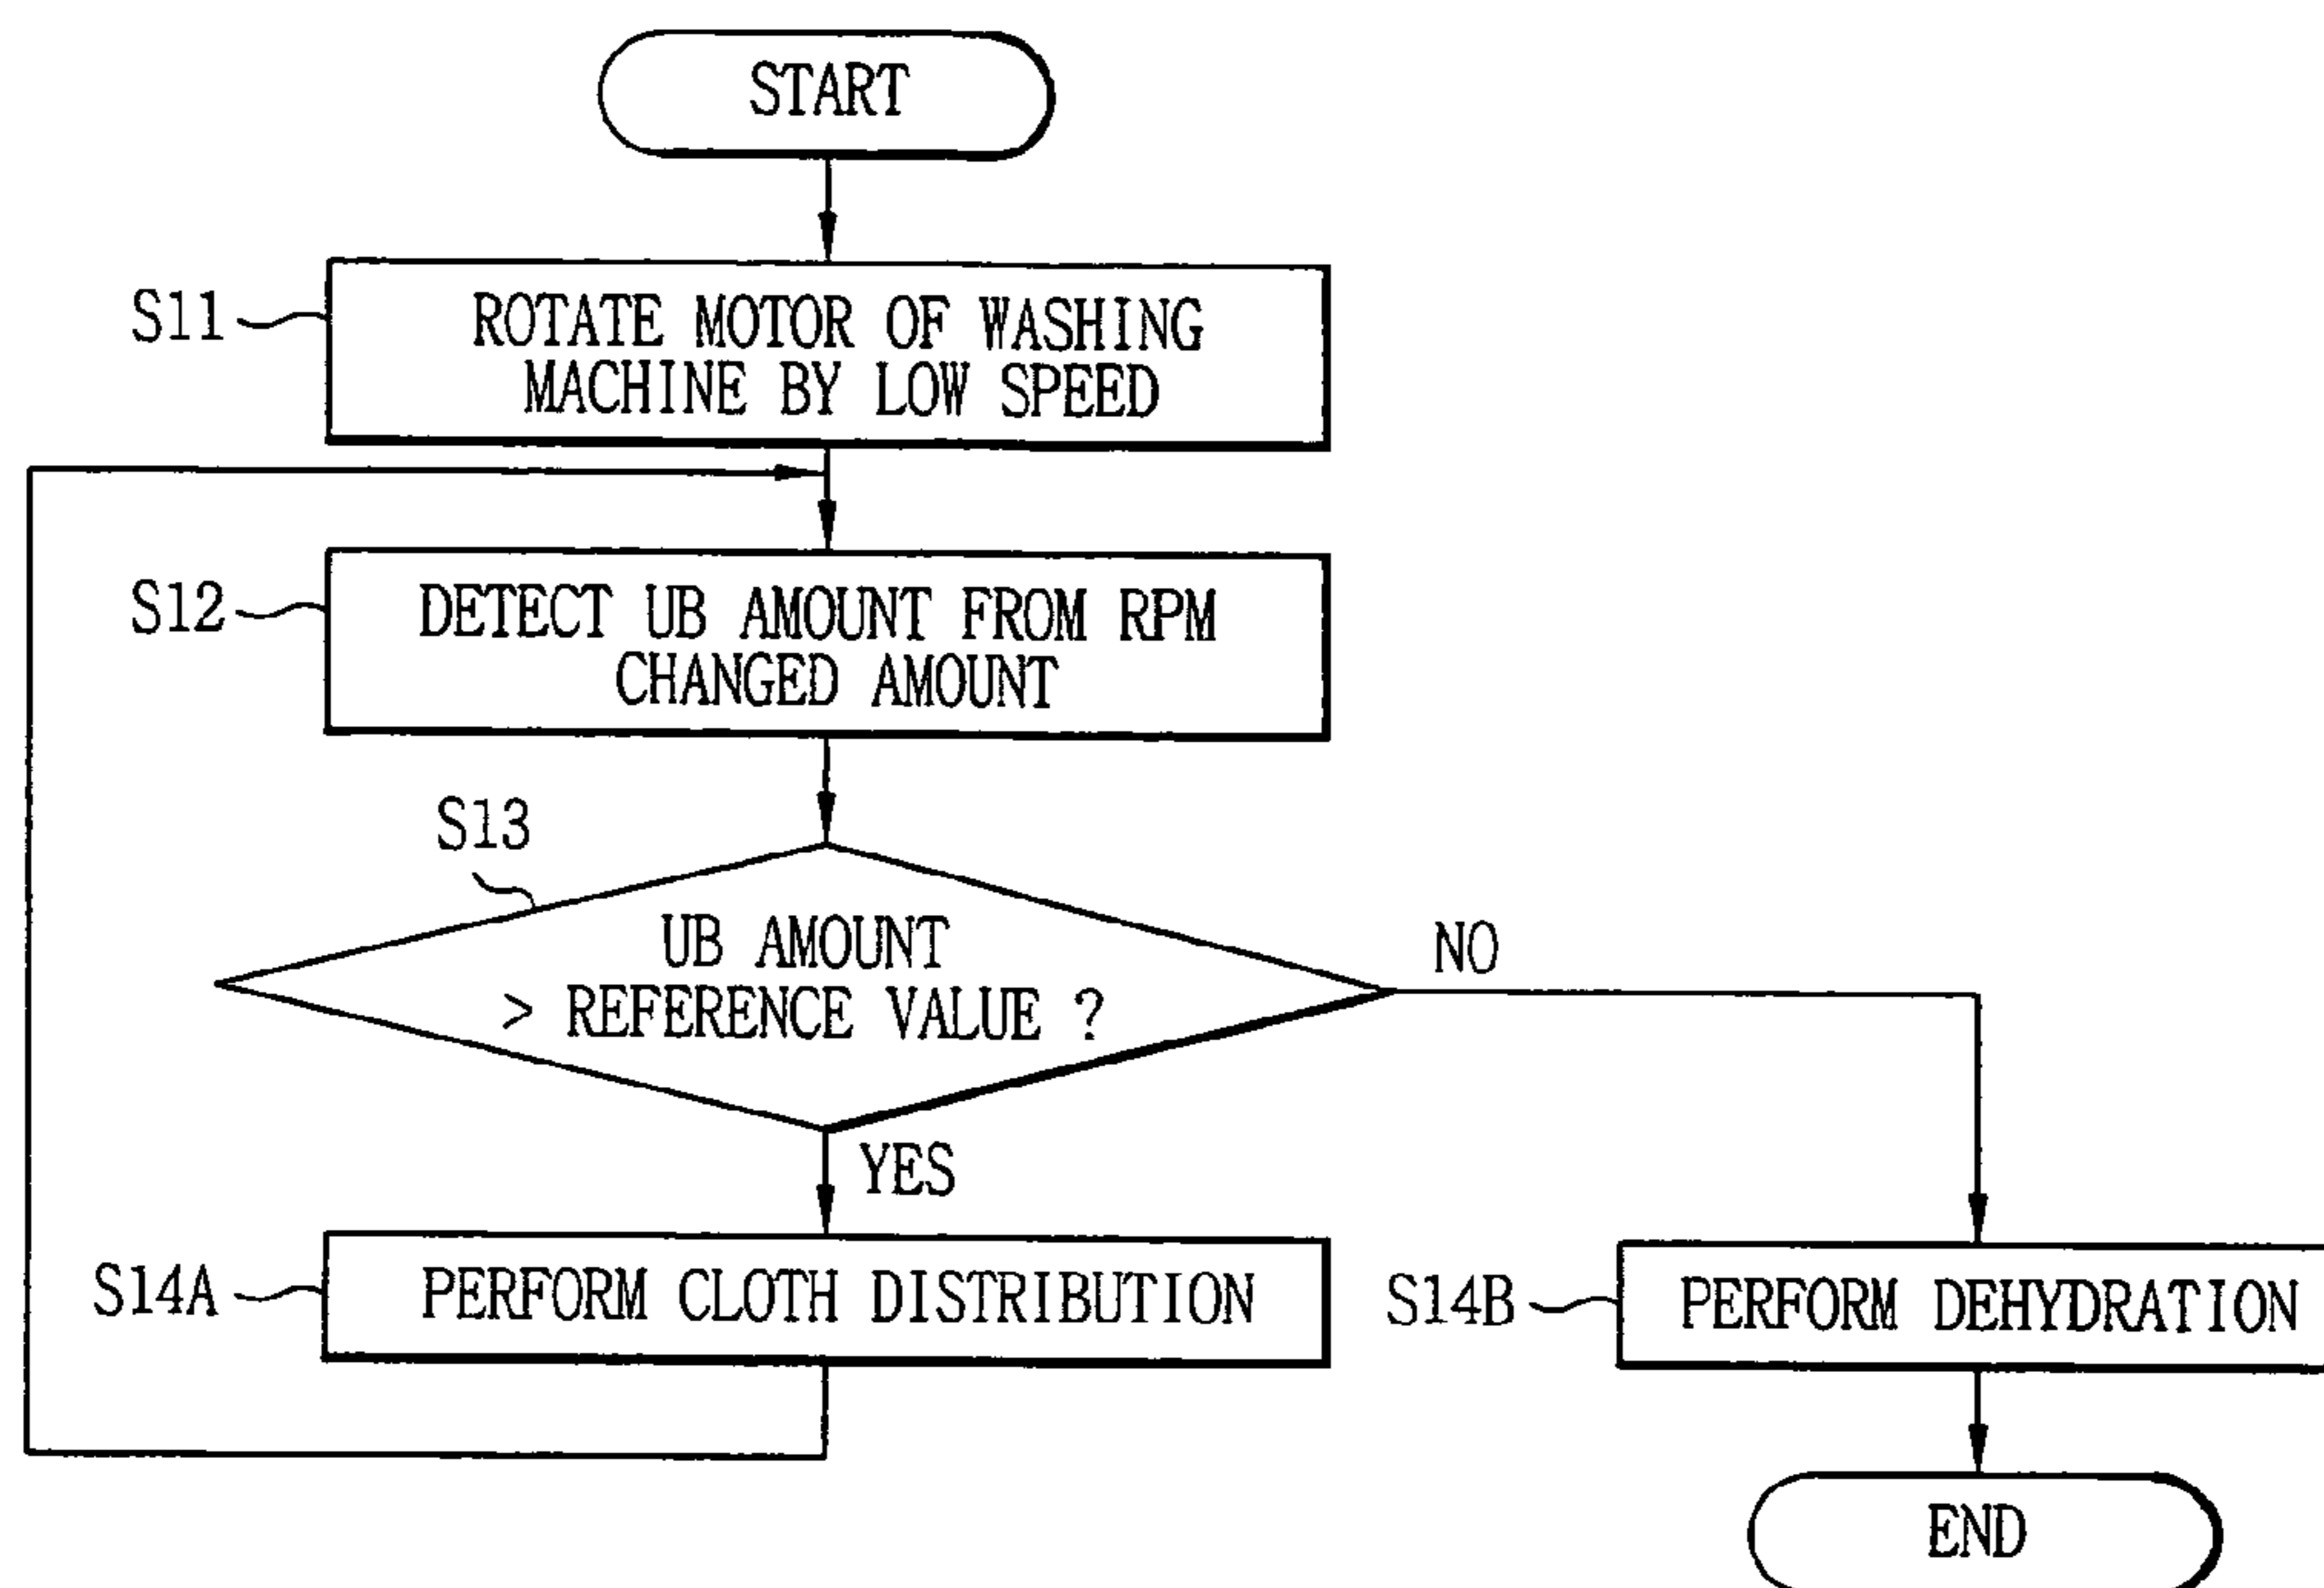 START
S11
ROTATE MOTOR OF WASHING
MACHINE BY LOW SPEED
S12
DETECT UB AMOUNT FROM RPM
CHANGED AMOUNT
S13
UB AMOUNT
> REFERENCE VALUE ?
NO
YES
S14A
PERFORM CLOTH DISTRIBUTION
S14B
PERFORM DEHYDRATION
END